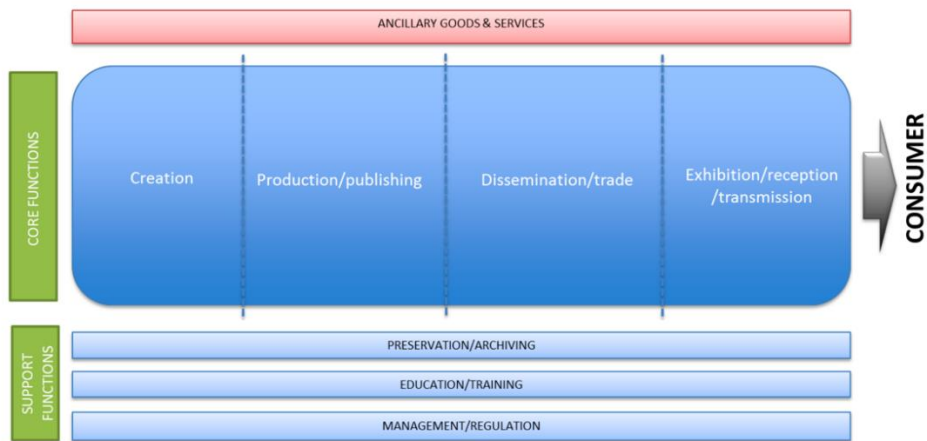 ANCILLARY GOODS & SERVICES
CORE FUNCTIONS
Creation
Production/publishing
Dissemination/trade
Exhibition/reception
/transmission
CONSUMER
SUPPORT
FUNCTIONS
PRESERVATION/ARCHIVING
EDUCATION/TRAINING
MANAGEMENT/REGULATION